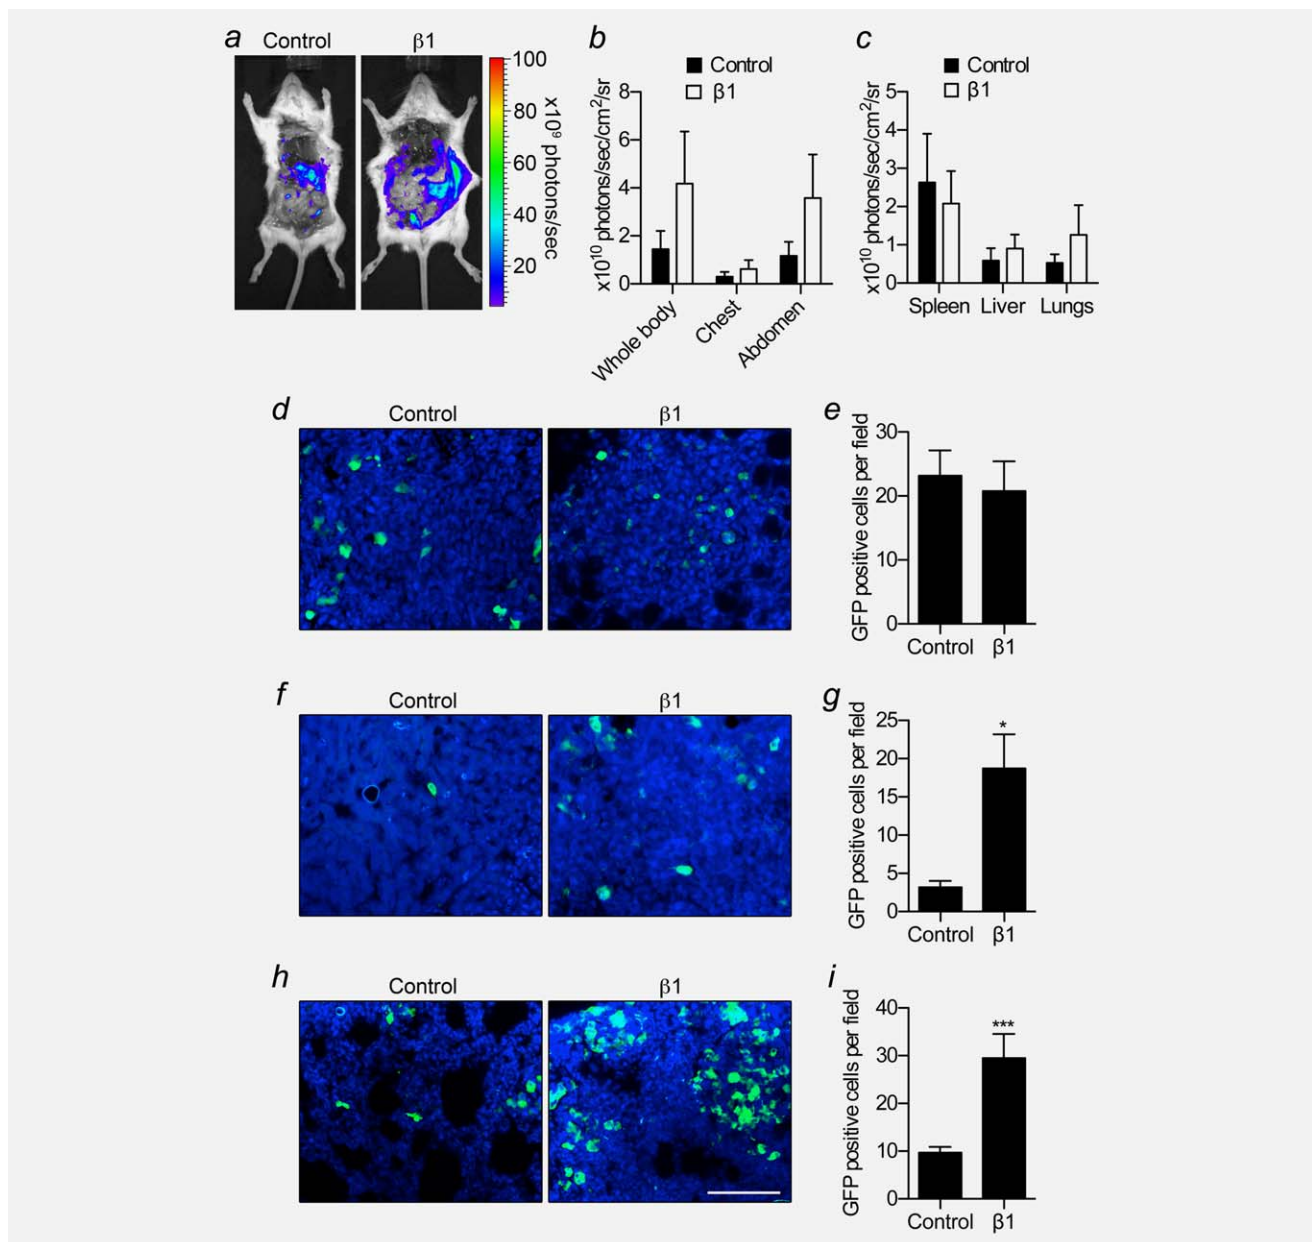 a
Control
β1
100
80
60
40
20
x10⁹ photons/sec
b
Control
β1
x10¹⁰ photons/sec/cm²/sr
8
6
4
2
0
Whole body
Chest
Abdomen
c
Control
β1
x10¹⁰ photons/sec/cm²/sr
5
4
3
2
1
0
Spleen Liver Lungs
d
Control
β1
e
GFP positive cells per field
30
20
10
0
Control β1
f
Control
β1
g
GFP positive cells per field
25
20
15
10
5
0
*
Control β1
h
Control
β1
i
GFP positive cells per field
40
30
20
10
0
***
Control β1